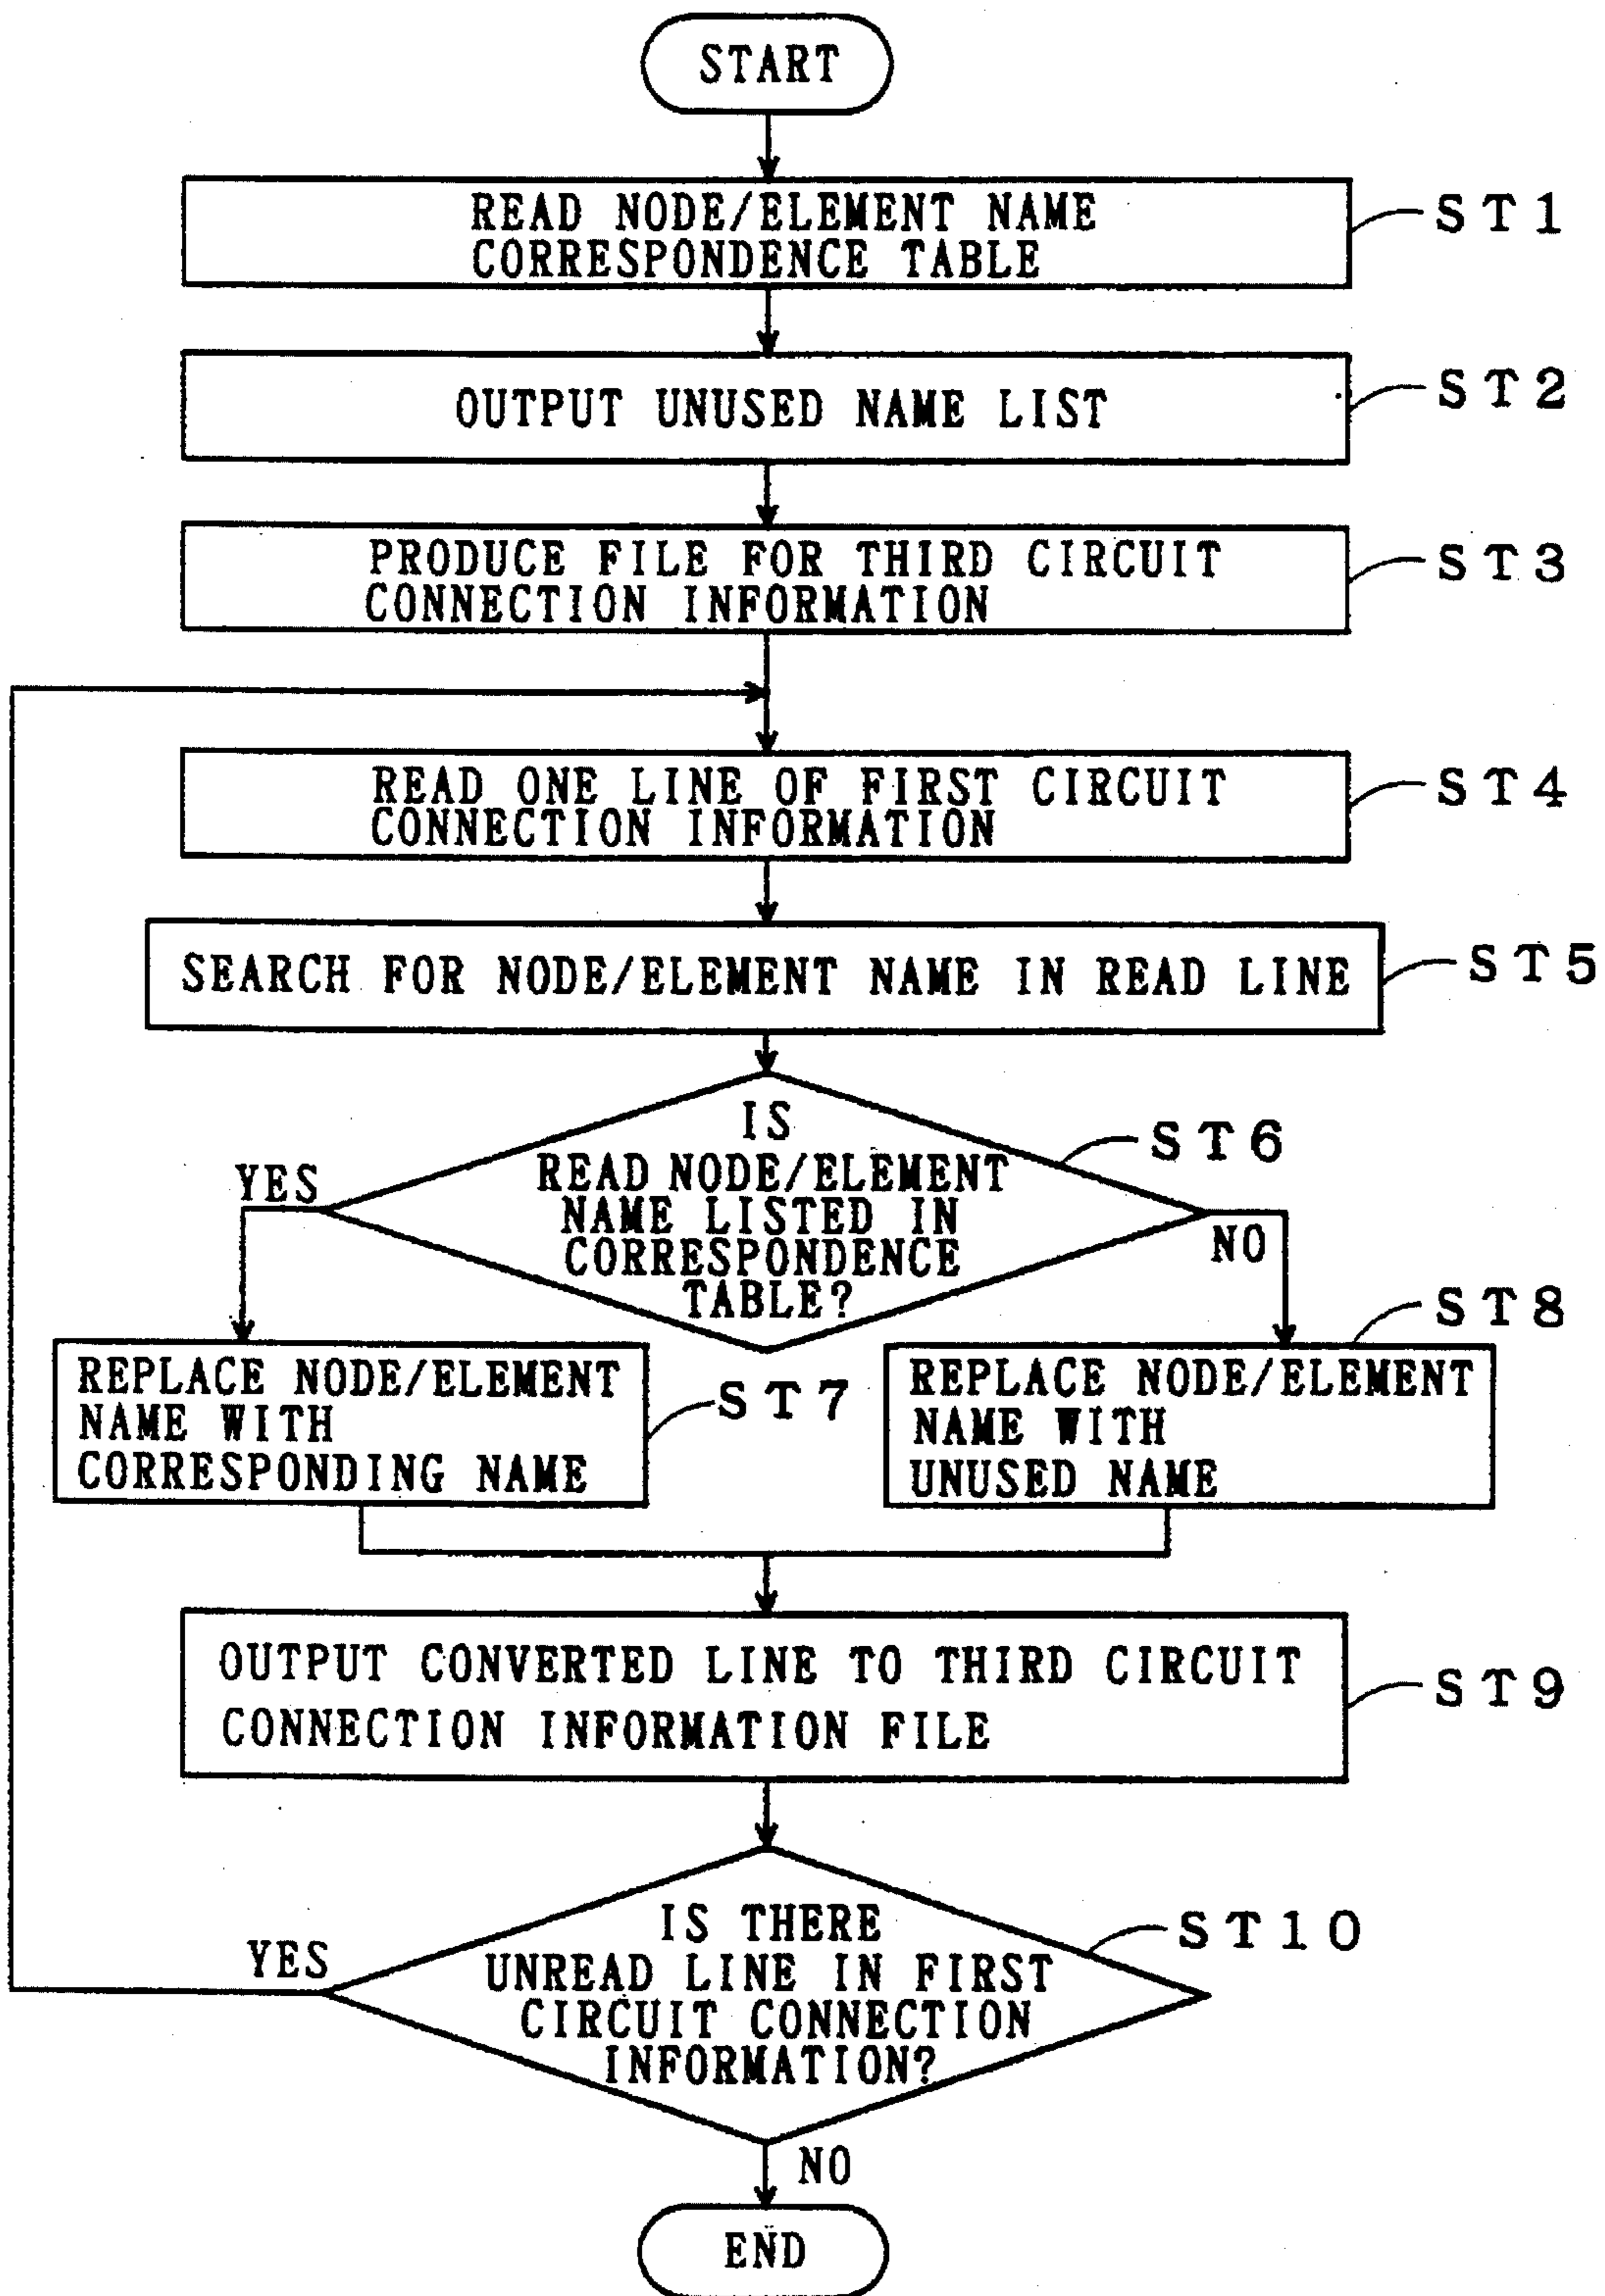 START
READ NODE/ELEMENT NAME
CORRESPONDENCE TABLE
ST1
OUTPUT UNUSED NAME LIST
ST2
PRODUCE FILE FOR THIRD CIRCUIT
CONNECTION INFORMATION
ST3
READ ONE LINE OF FIRST CIRCUIT
CONNECTION INFORMATION
ST4
SEARCH FOR NODE/ELEMENT NAME IN READ LINE
ST5
IS
READ NODE/ELEMENT
NAME LISTED IN
CORRESPONDENCE
TABLE?
ST6
YES
NO
REPLACE NODE/ELEMENT
NAME WITH
CORRESPONDING NAME
ST7
REPLACE NODE/ELEMENT
NAME WITH
UNUSED NAME
ST8
OUTPUT CONVERTED LINE TO THIRD CIRCUIT
CONNECTION INFORMATION FILE
ST9
IS THERE
UNREAD LINE IN FIRST
CIRCUIT CONNECTION
INFORMATION?
ST10
YES
NO
END